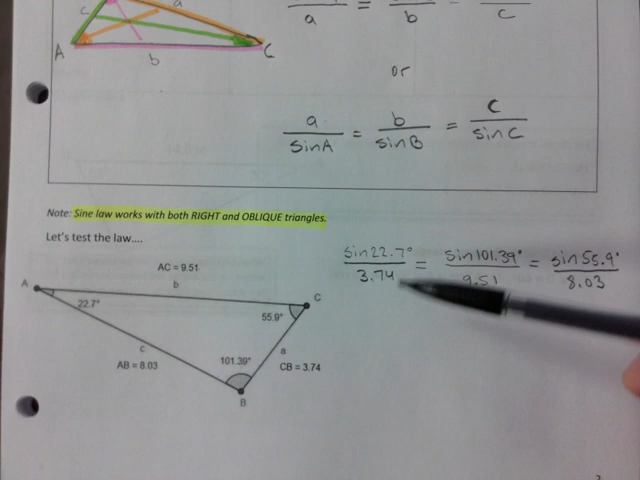 a
c
A C
b
a = b = c
or
a / sinA = b / sinB = c / sinC
Note: Sine law works with both RIGHT and OBLIQUE triangles.
Let's test the law....
sin22.7° / 3.74 = sin101.39° / 9.51 = sin55.9° / 8.03
AC = 9.51
b
A
22.7°
C
55.9°
c
a
AB = 8.03
101.39°
CB = 3.74
B